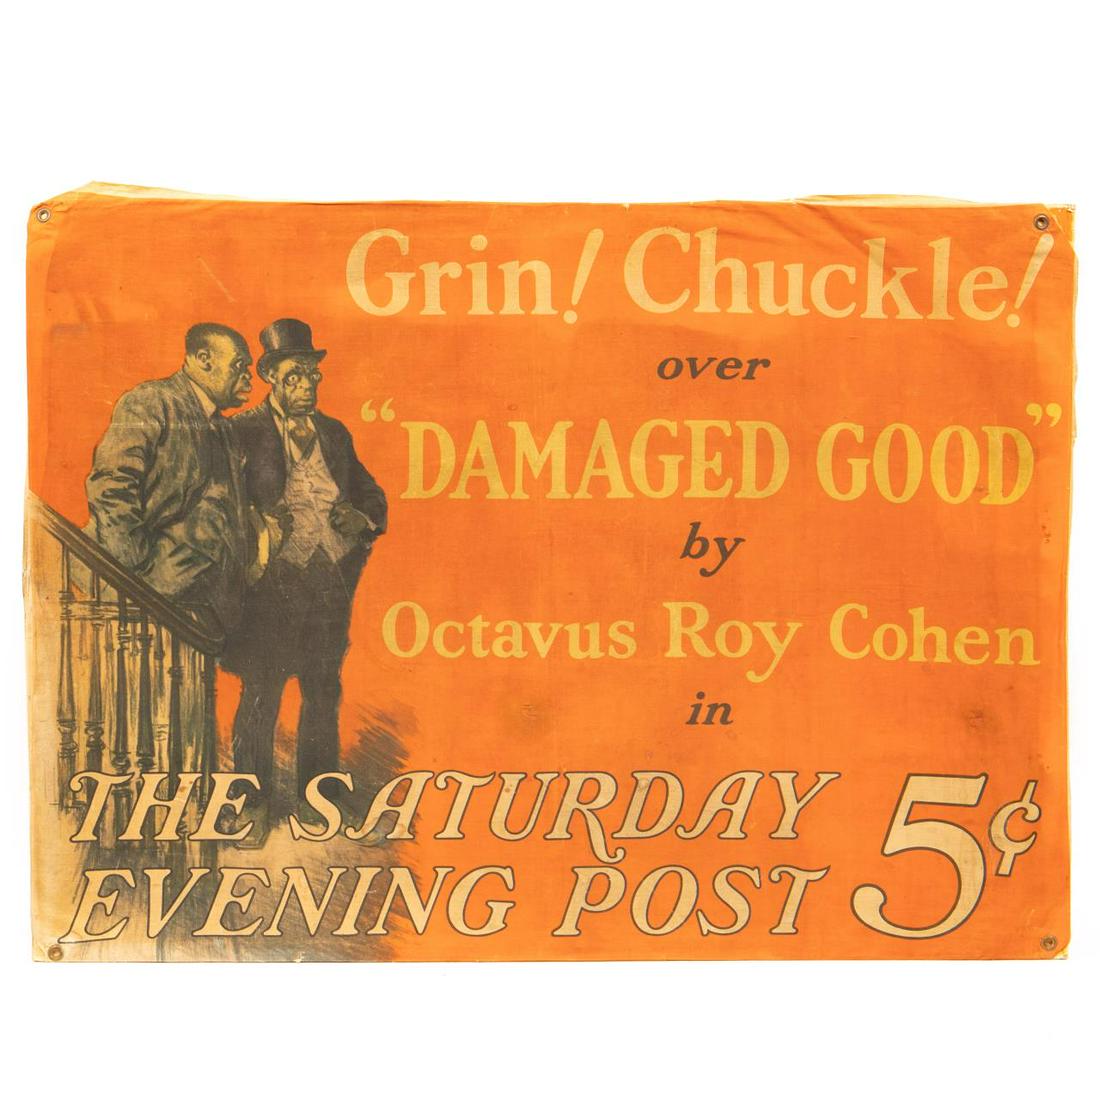 Grin! Chuckle!
over
"DAMAGED GOOD"
by
Octavus Roy Cohen
in
THE SATURDAY
EVENING POST 5¢